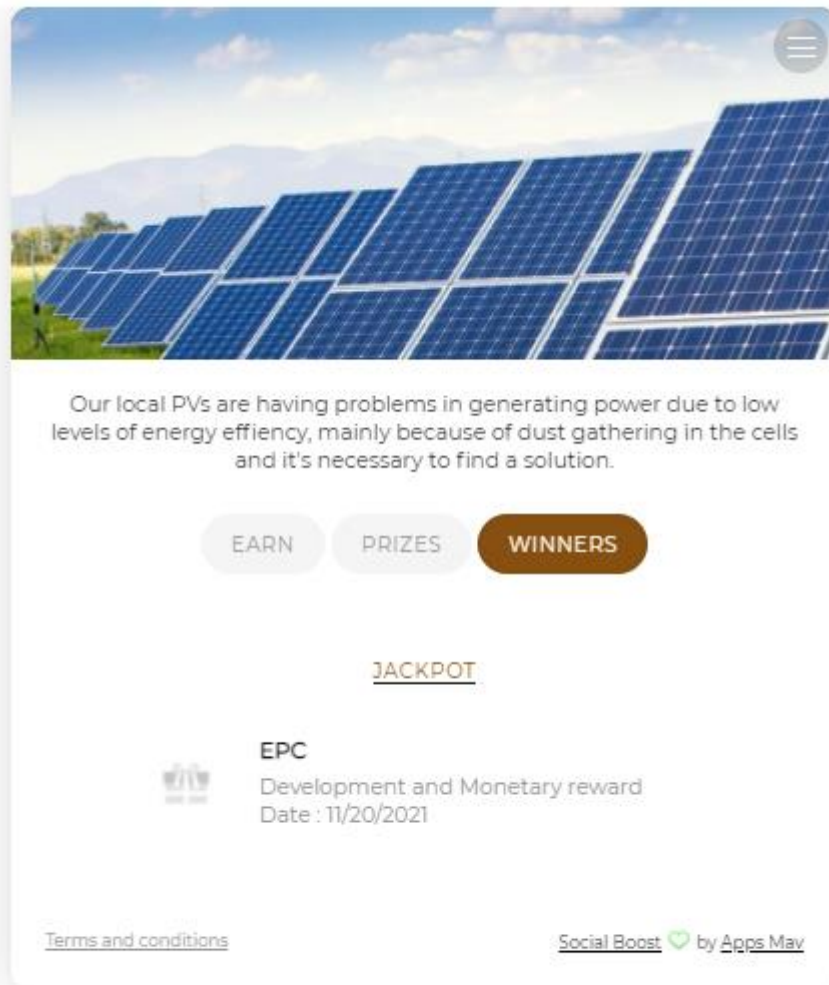 Our local PVs are having problems in generating power due to low
levels of energy effiency, mainly because of dust gathering in the cells
and it's necessary to find a solution.
EARN PRIZES WINNERS
JACKPOT
EPC
Development and Monetary reward
Date : 11/20/2021
Terms and conditions Social Boost by Apps Mav